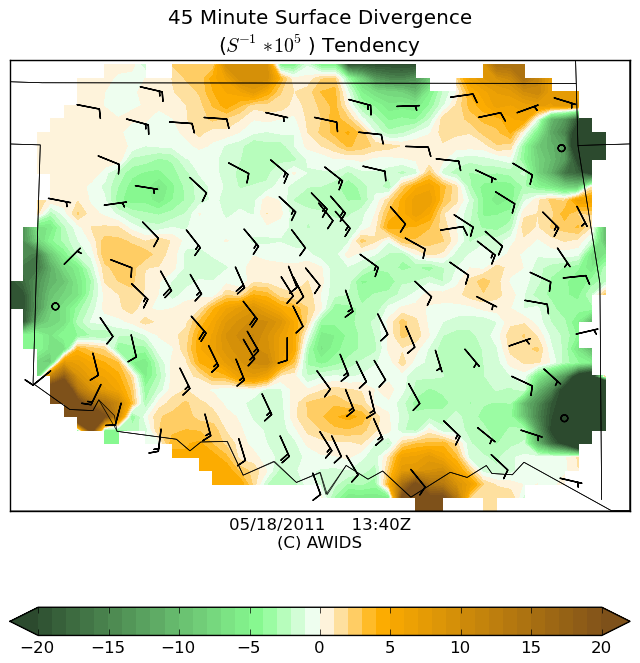 45 Minute Surface Divergence
(S⁻¹ * 10⁵ ) Tendency
05/18/2011 13:40Z
(C) AWIDS
−20 −15 −10 −5 0 5 10 15 20